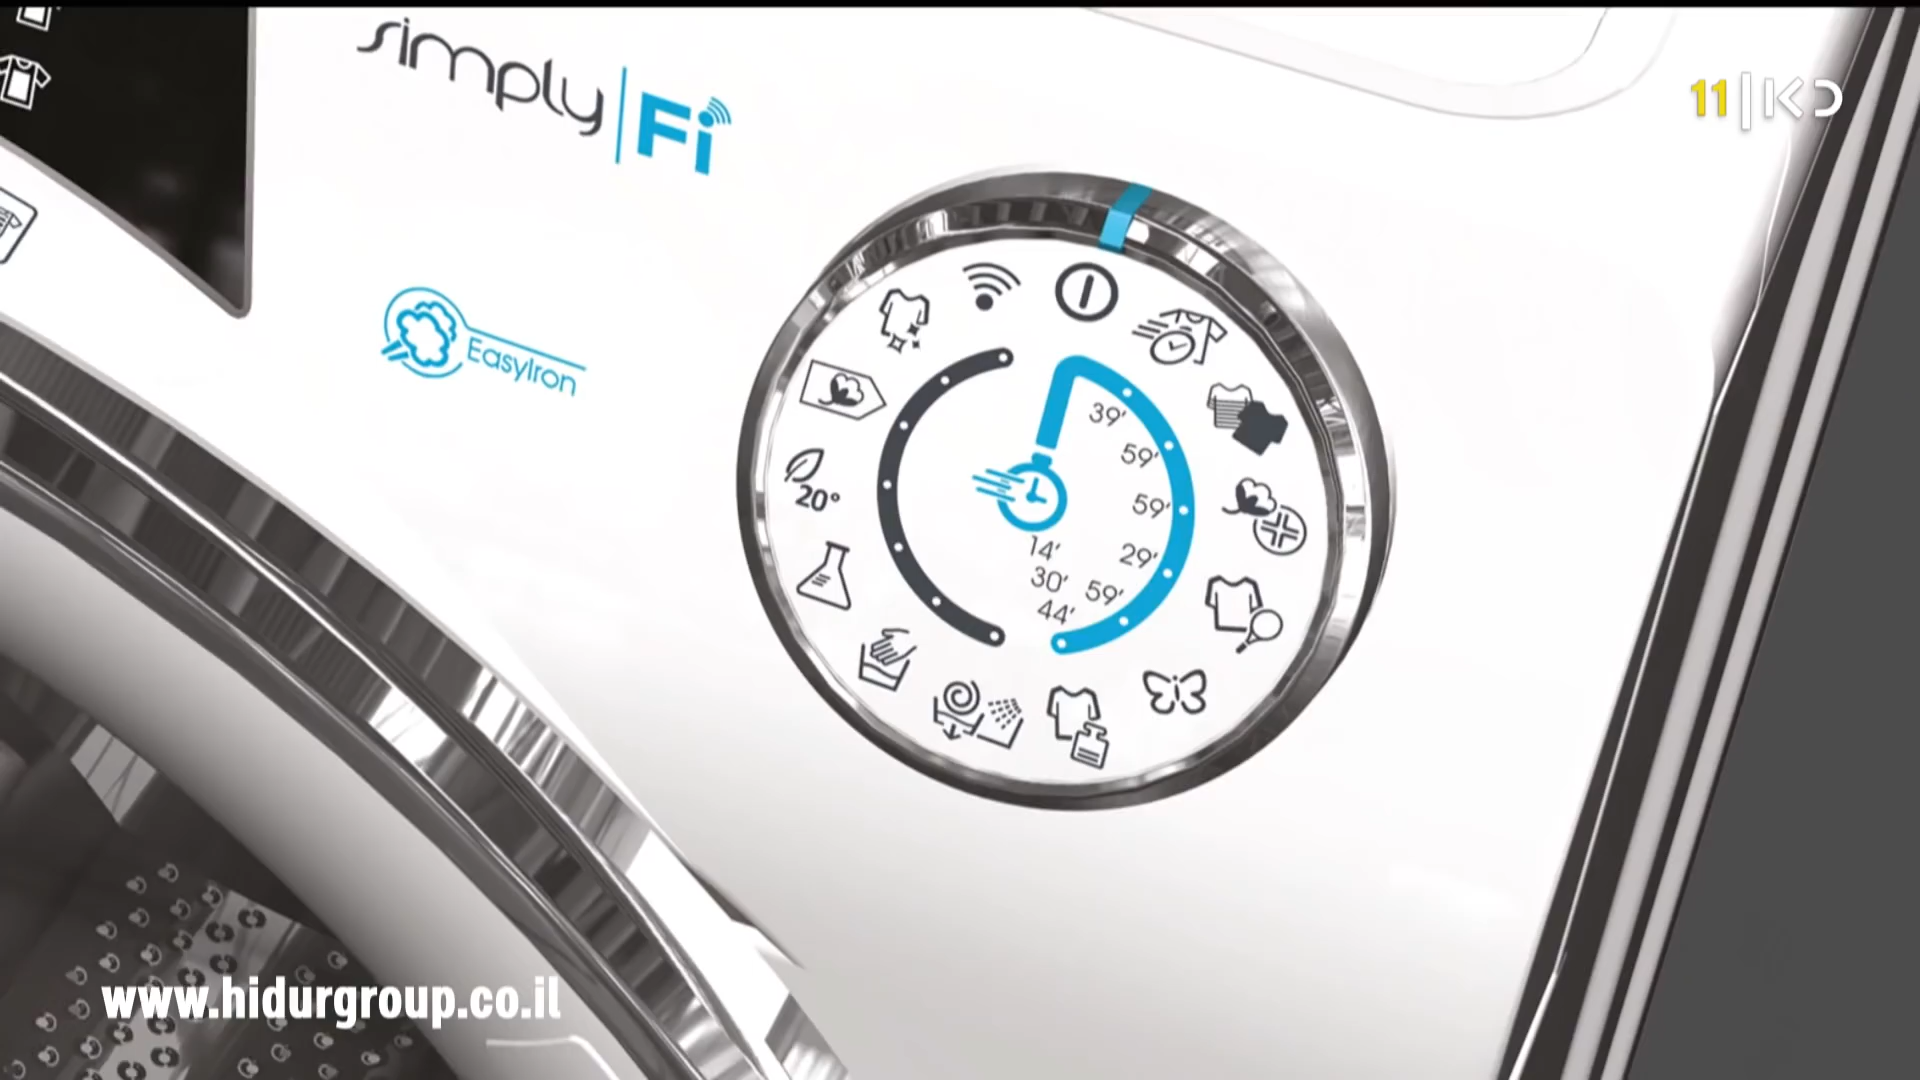 simply Fi
11 | כאן
EasyIron
39'
59'
59'
29'
59'
14'
30'
44'
20°
www.hidurgroup.co.il